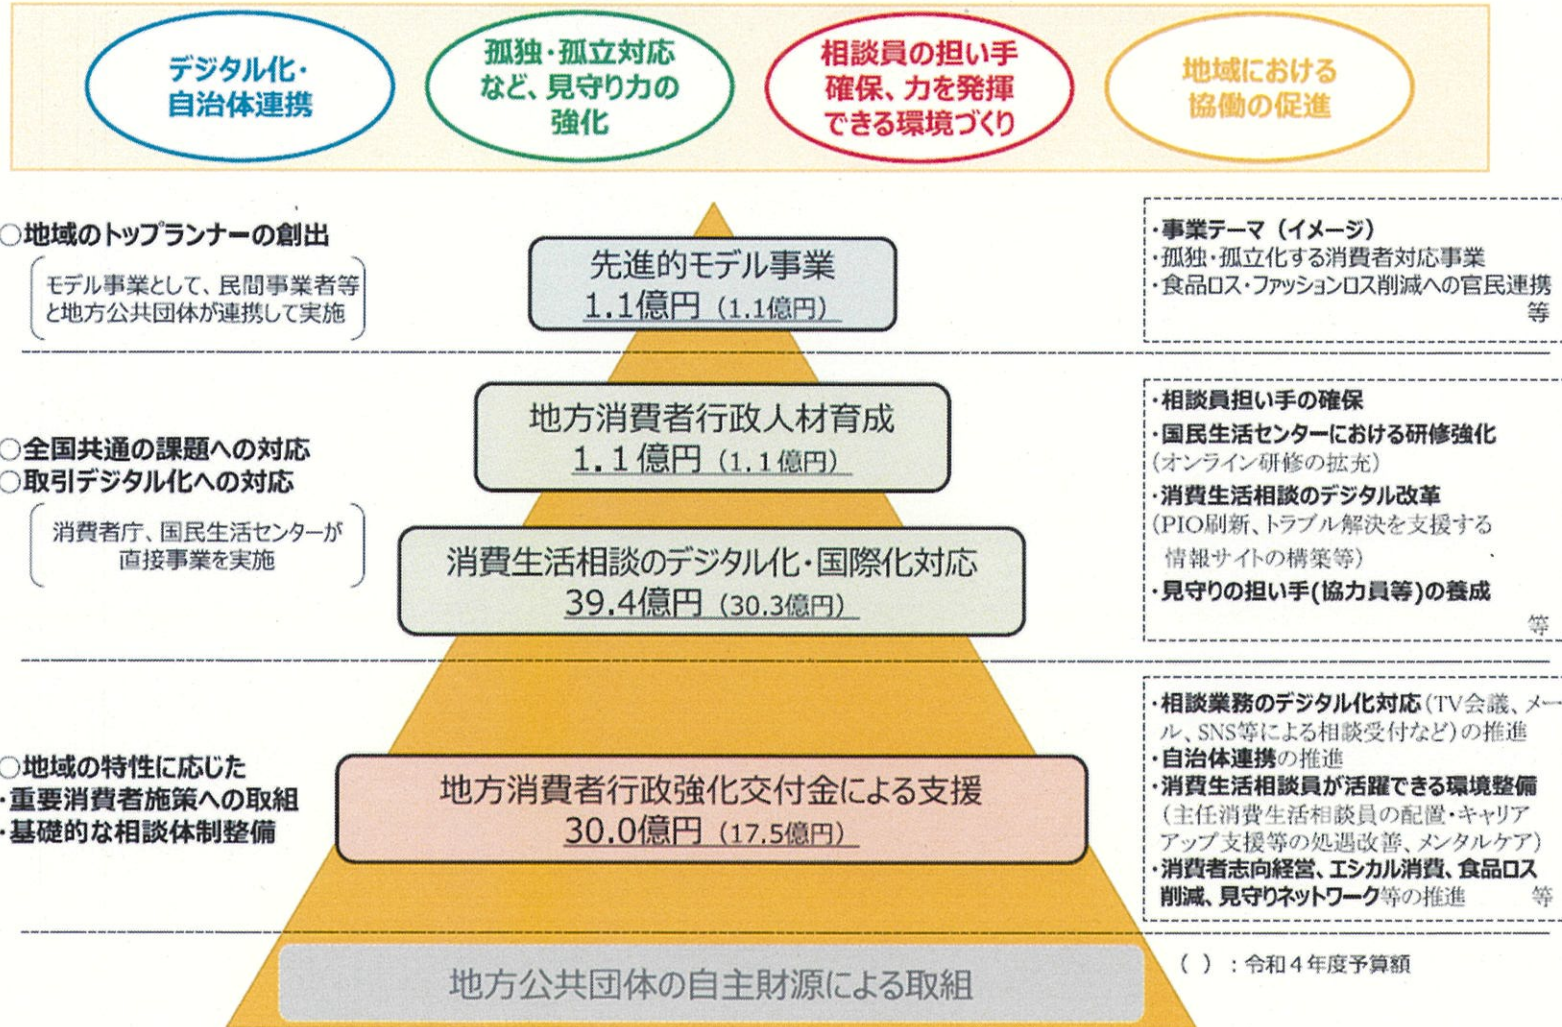 デジタル化・
自治体連携
孤独・孤立対応
など、見守り力の
強化
相談員の担い手
確保、力を発揮
できる環境づくり
地域における
協働の促進
○地域のトップランナーの創出
モデル事業として、民間事業者等
と地方公共団体が連携して実施
先進的モデル事業
1.1億円（1.1億円）
・事業テーマ（イメージ）
・孤独・孤立化する消費者対応事業
・食品ロス・ファッションロス削減への官民連携
等
○全国共通の課題への対応
○取引デジタル化への対応
消費者庁、国民生活センターが
直接事業を実施
地方消費者行政人材育成
1.1億円（1.1億円）
消費生活相談のデジタル化・国際化対応
39.4億円（30.3億円）
・相談員担い手の確保
・国民生活センターにおける研修強化
（オンライン研修の拡充）
・消費生活相談のデジタル改革
（PIO刷新、トラブル解決を支援する
情報サイトの構築等）
・見守りの担い手(協力員等)の養成
等
○地域の特性に応じた
・重要消費者施策への取組
・基礎的な相談体制整備
地方消費者行政強化交付金による支援
30.0億円（17.5億円）
・相談業務のデジタル化対応（TV会議、メー
ル、SNS等による相談受付など）の推進
・自治体連携の推進
・消費生活相談員が活躍できる環境整備
（主任消費生活相談員の配置・キャリア
アップ支援等の処遇改善、メンタルケア）
・消費者志向経営、エシカル消費、食品ロス
削減、見守りネットワーク等の推進 等
地方公共団体の自主財源による取組
（ ）：令和４年度予算額